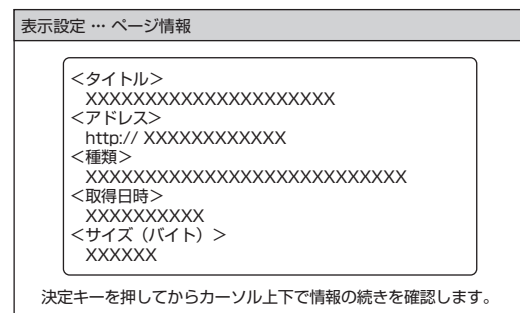 表示設定 … ページ情報
＜タイトル＞
XXXXXXXXXXXXXXXXXXXXX
＜アドレス＞
http:// XXXXXXXXXXXX
＜種類＞
XXXXXXXXXXXXXXXXXXXXXXXXXXX
＜取得日時＞
XXXXXXXXXX
＜サイズ（バイト）＞
XXXXXX
決定キーを押してからカーソル上下で情報の続きを確認します。